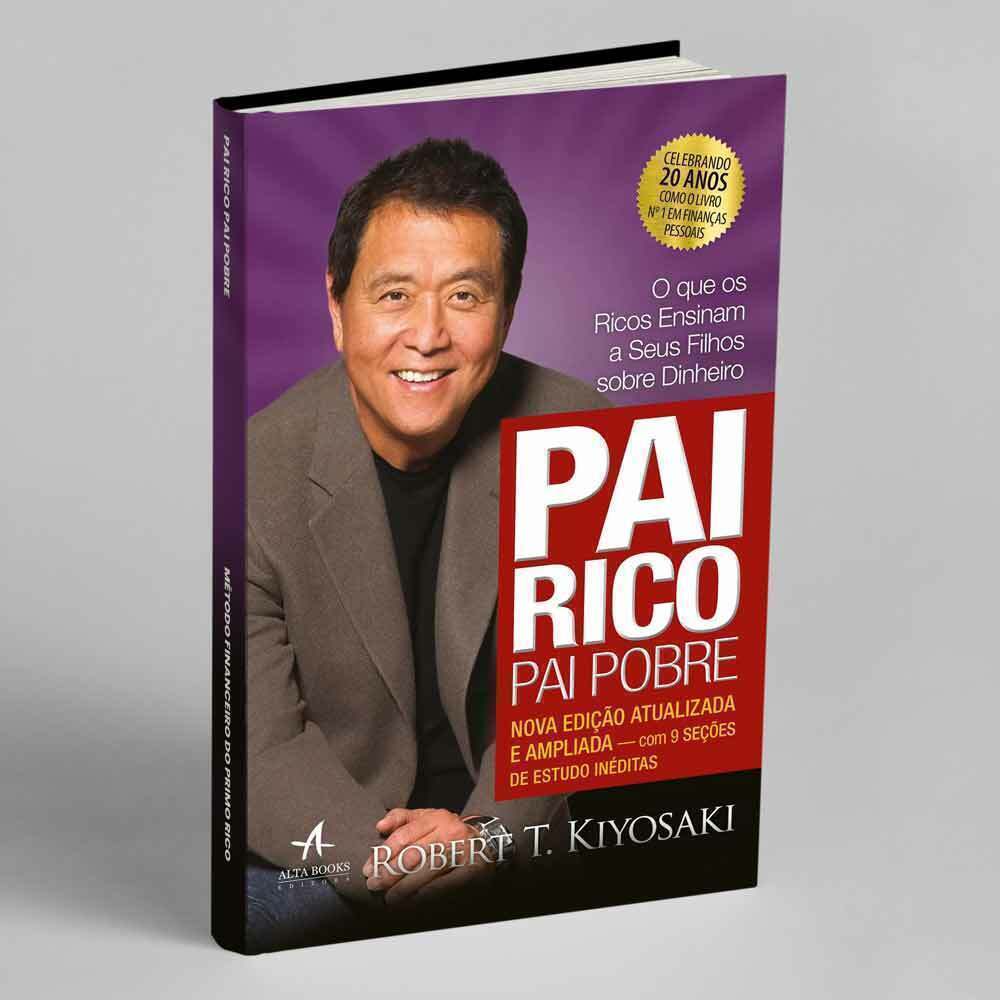 PAI RICO PAI POBRE
MÉTODO FINANCEIRO DO PRIMO RICO
CELEBRANDO
20 ANOS
COMO O LIVRO
Nº 1 EM FINANÇAS
PESSOAIS
O que os
Ricos Ensinam
a Seus Filhos
sobre Dinheiro
PAI
RICO
PAI POBRE
NOVA EDIÇÃO ATUALIZADA
E AMPLIADA — com 9 SEÇÕES
DE ESTUDO INÉDITAS
ROBERT T. KIYOSAKI
ALTA BOOKS
EDITORA